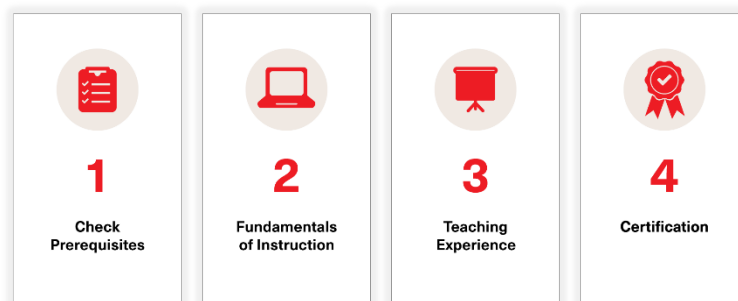 1
Check
Prerequisites
2
Fundamentals
of Instruction
3
Teaching
Experience
4
Certification